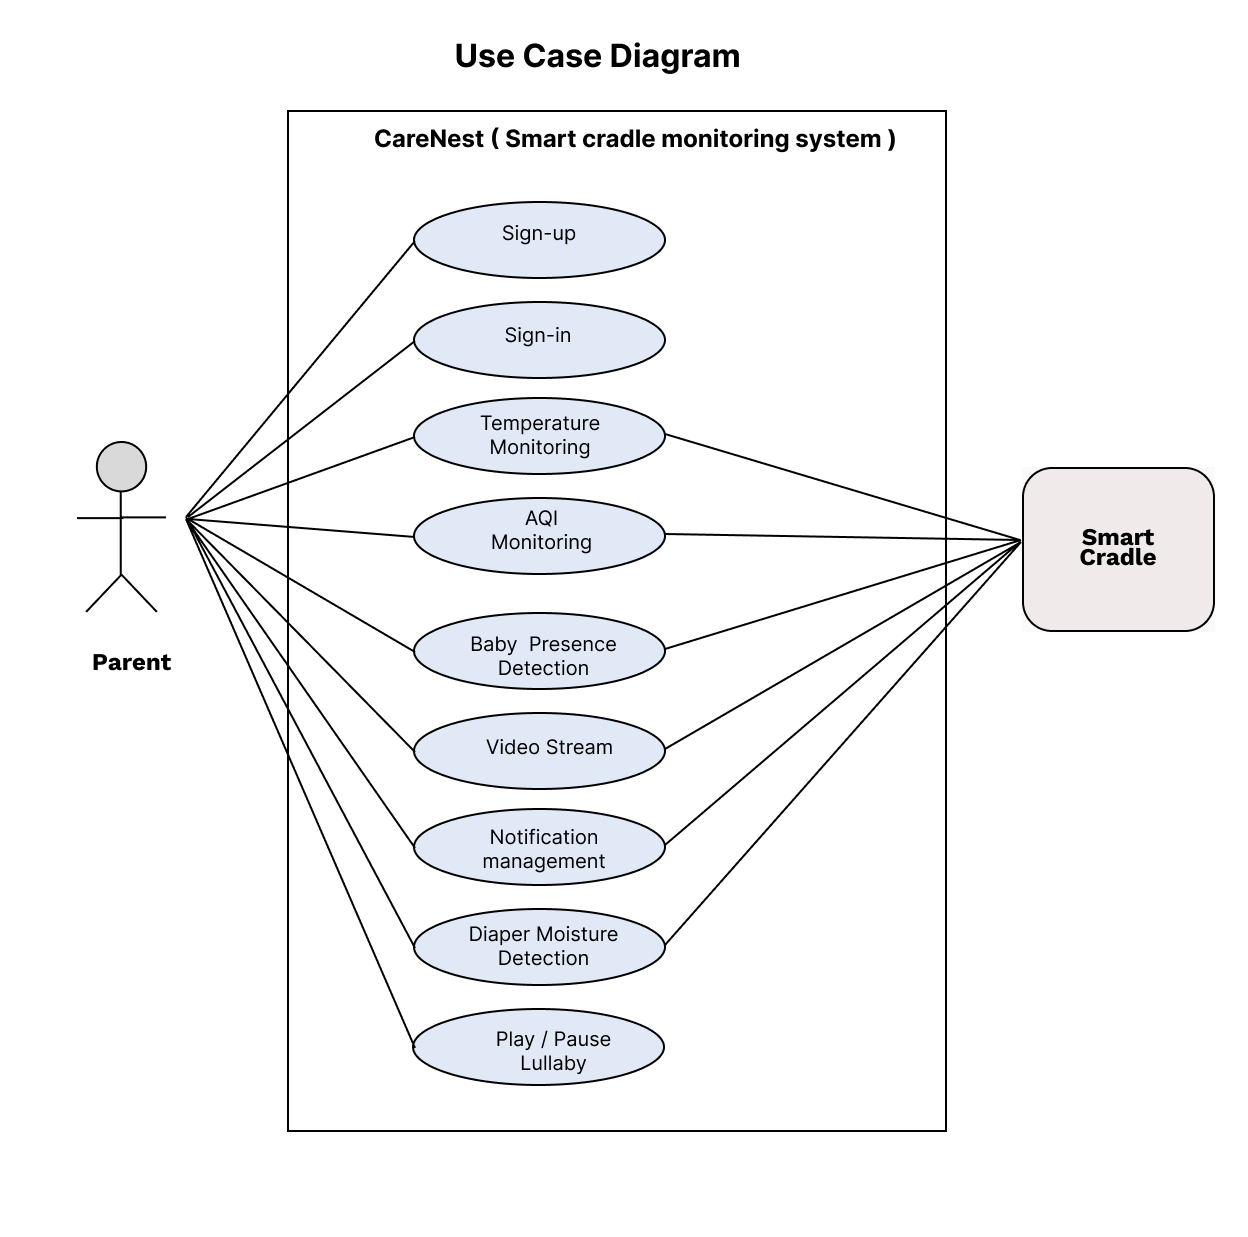 Use Case Diagram
CareNest ( Smart cradle monitoring system )
Sign-up
Sign-in
Temperature
Monitoring
AQI
Monitoring
Baby  Presence
Detection
Video Stream
Notification
management
Diaper Moisture
Detection
Play / Pause
Lullaby
Parent
Smart
Cradle